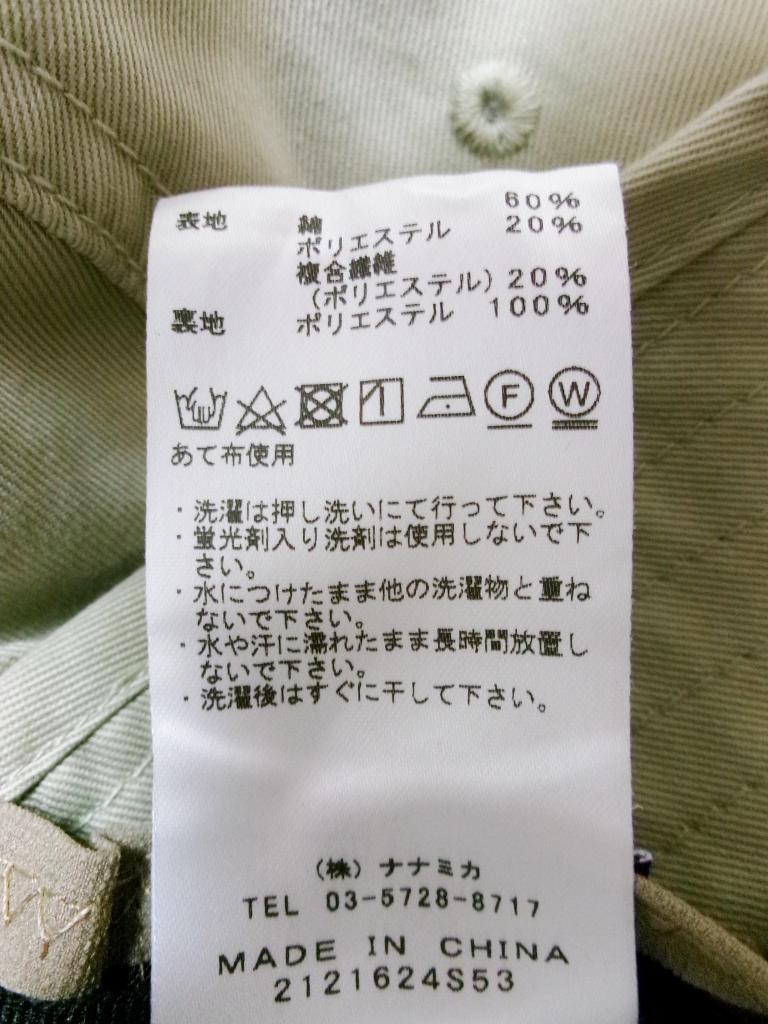 表地 綿 60%
ポリエステル 20%
複合繊維
(ポリエステル) 20%
裏地 ポリエステル 100%
F W
あて布使用
・洗濯は押し洗いにて行って下さい。
・蛍光剤入り洗剤は使用しないで下
さい。
・水につけたまま他の洗濯物と重ね
ないで下さい。
・水や汗に濡れたまま長時間放置し
ないで下さい。
・洗濯後はすぐに干して下さい。
(株) ナナミカ
TEL 03-5728-8717
MADE IN CHINA
2121624S53